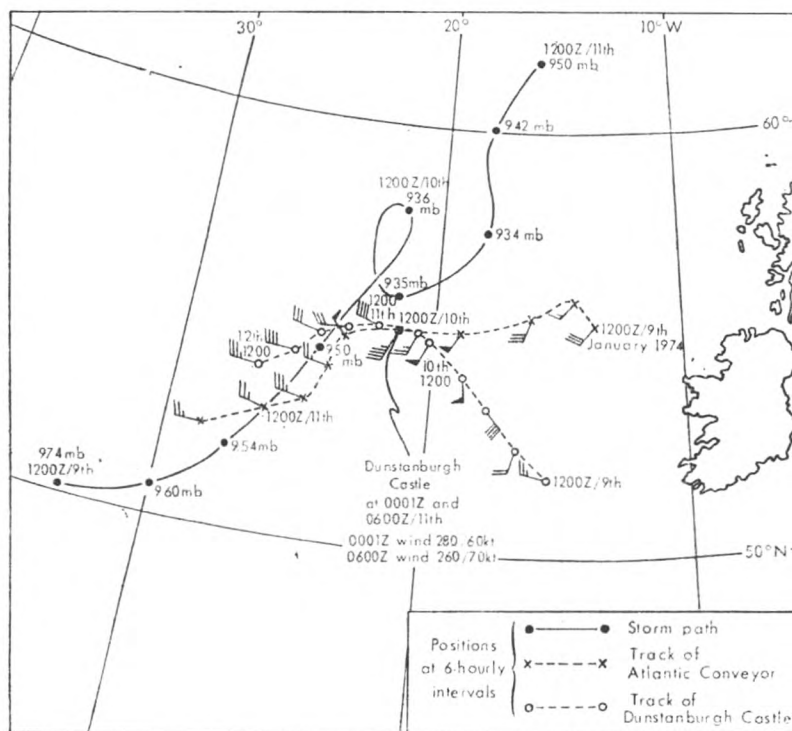 30°
20°
10°W
1200Z/11th
950 mb
60°
942 mb
1200Z/10th
936
mb
934 mb
935mb
1200
11th
1200Z/10th
1200Z/9th
January 1974
12th
1200
950
mb
10th
1200
1200Z/11th
974mb
1200Z/9th
954mb
960mb
Dunstanburgh
Castle
at 0001Z and
0600Z/11th
1200Z/9th
0001Z wind 280/60kt
0600Z wind 260/70kt
50°N
Positions
at 6-hourly
intervals
Storm path
Track of
Atlantic Conveyor
Track of
Dunstanburgh Castle